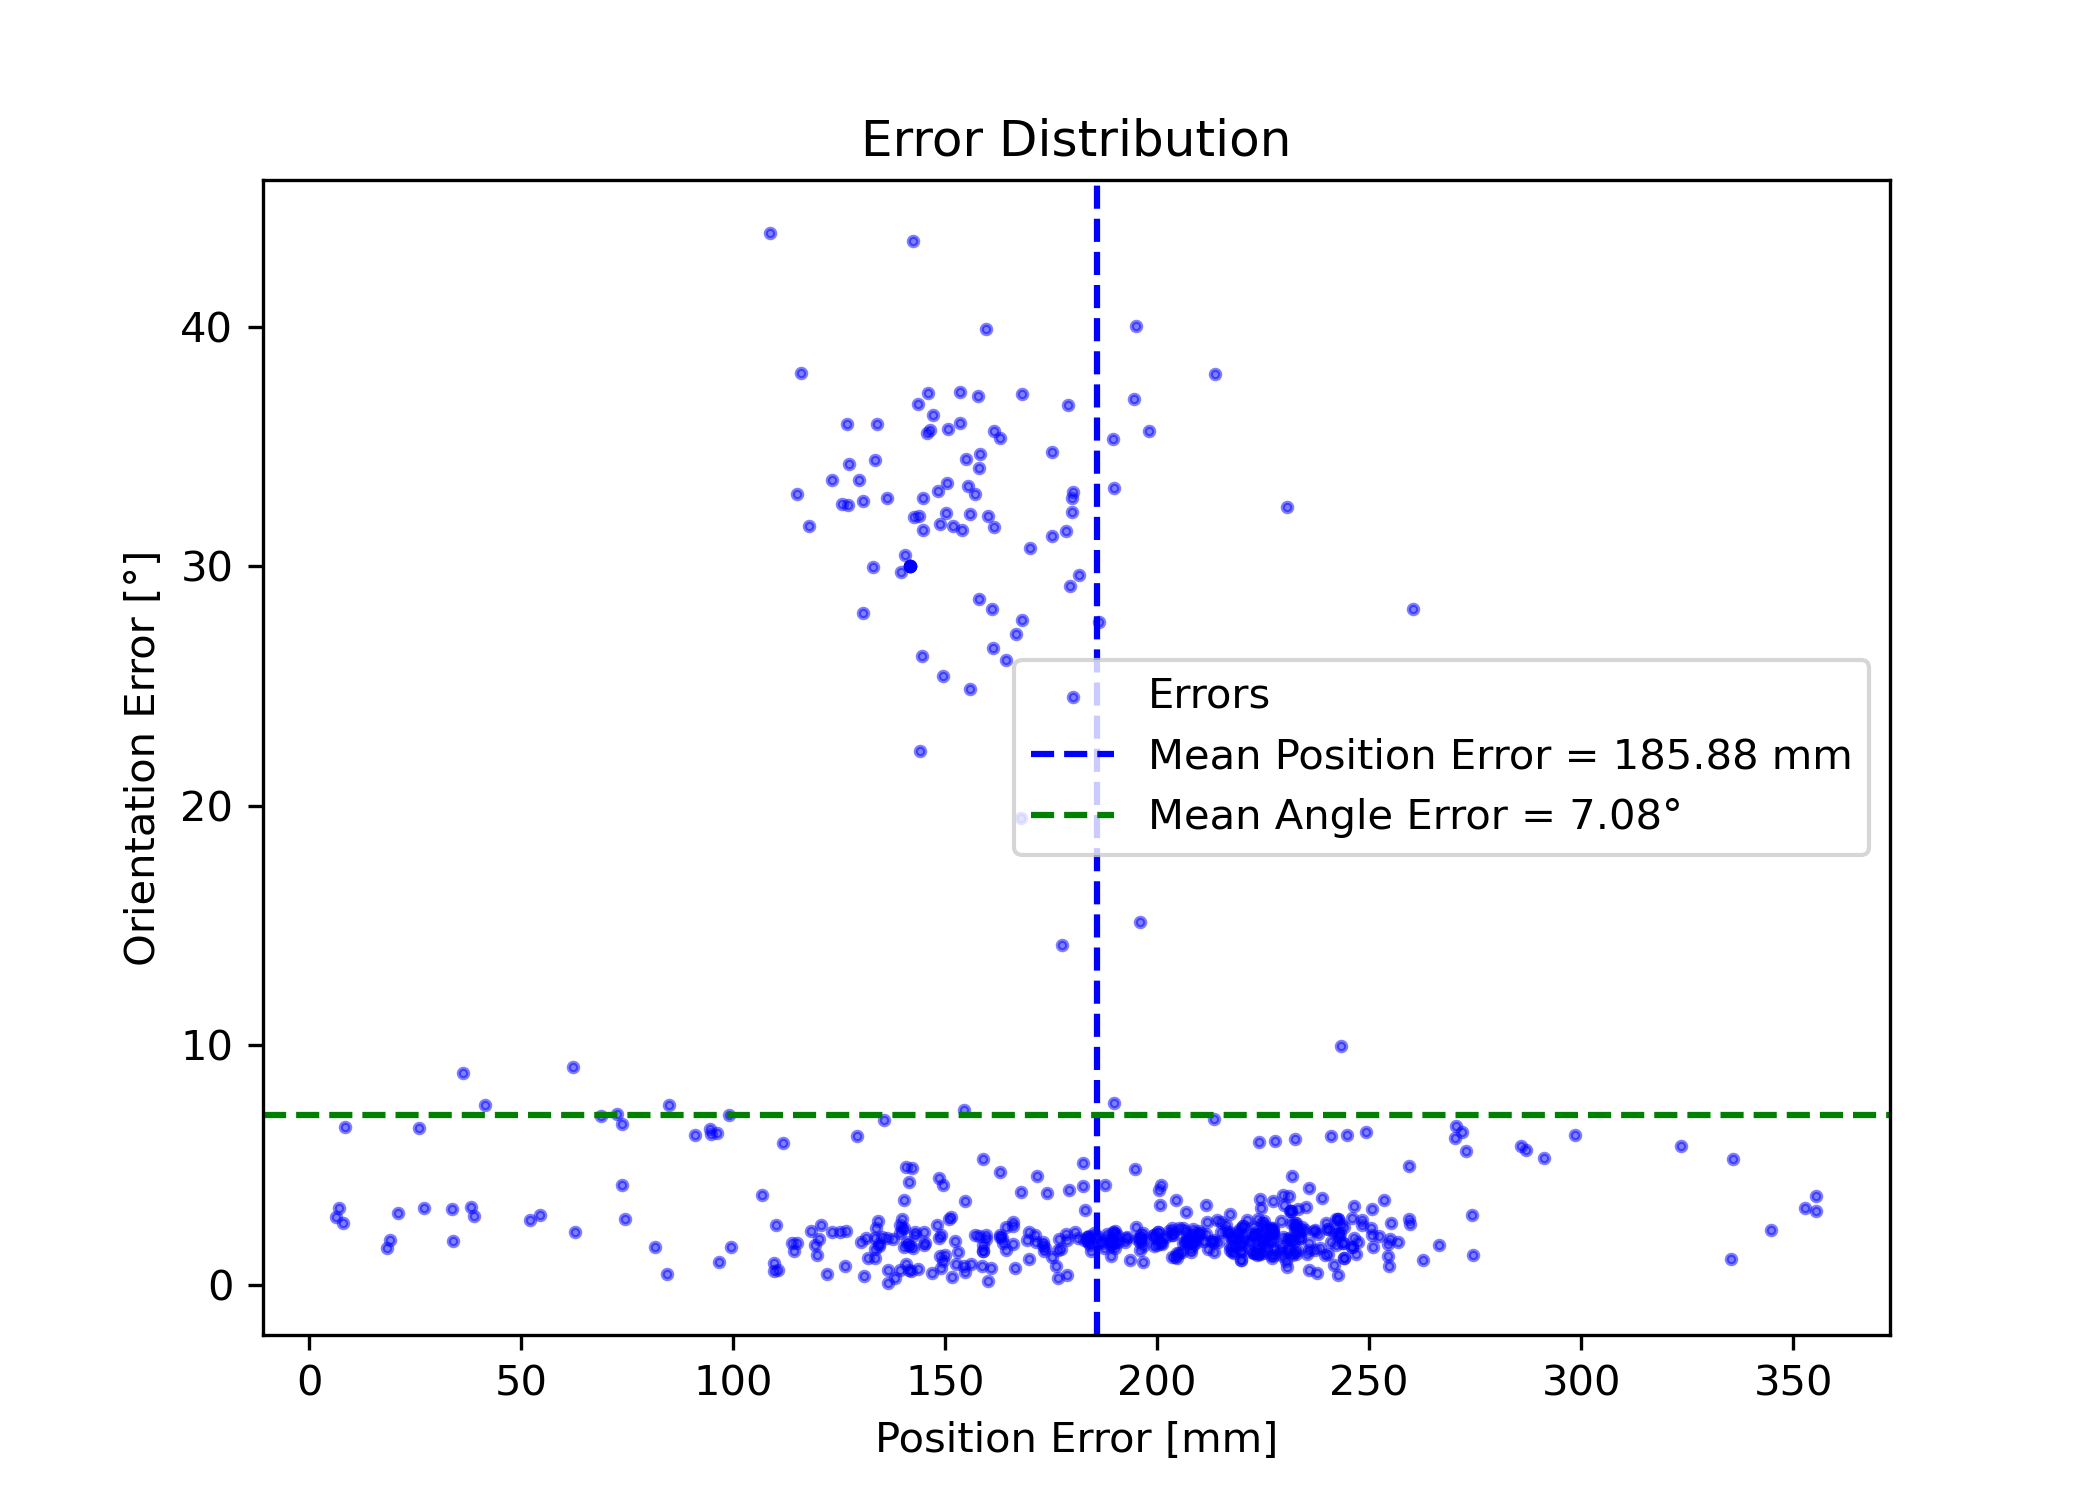 Error Distribution
Orientation Error [°]
40
30
20
10
0
Errors
Mean Position Error = 185.88 mm
Mean Angle Error = 7.08°
0 50 100 150 200 250 300 350
Position Error [mm]